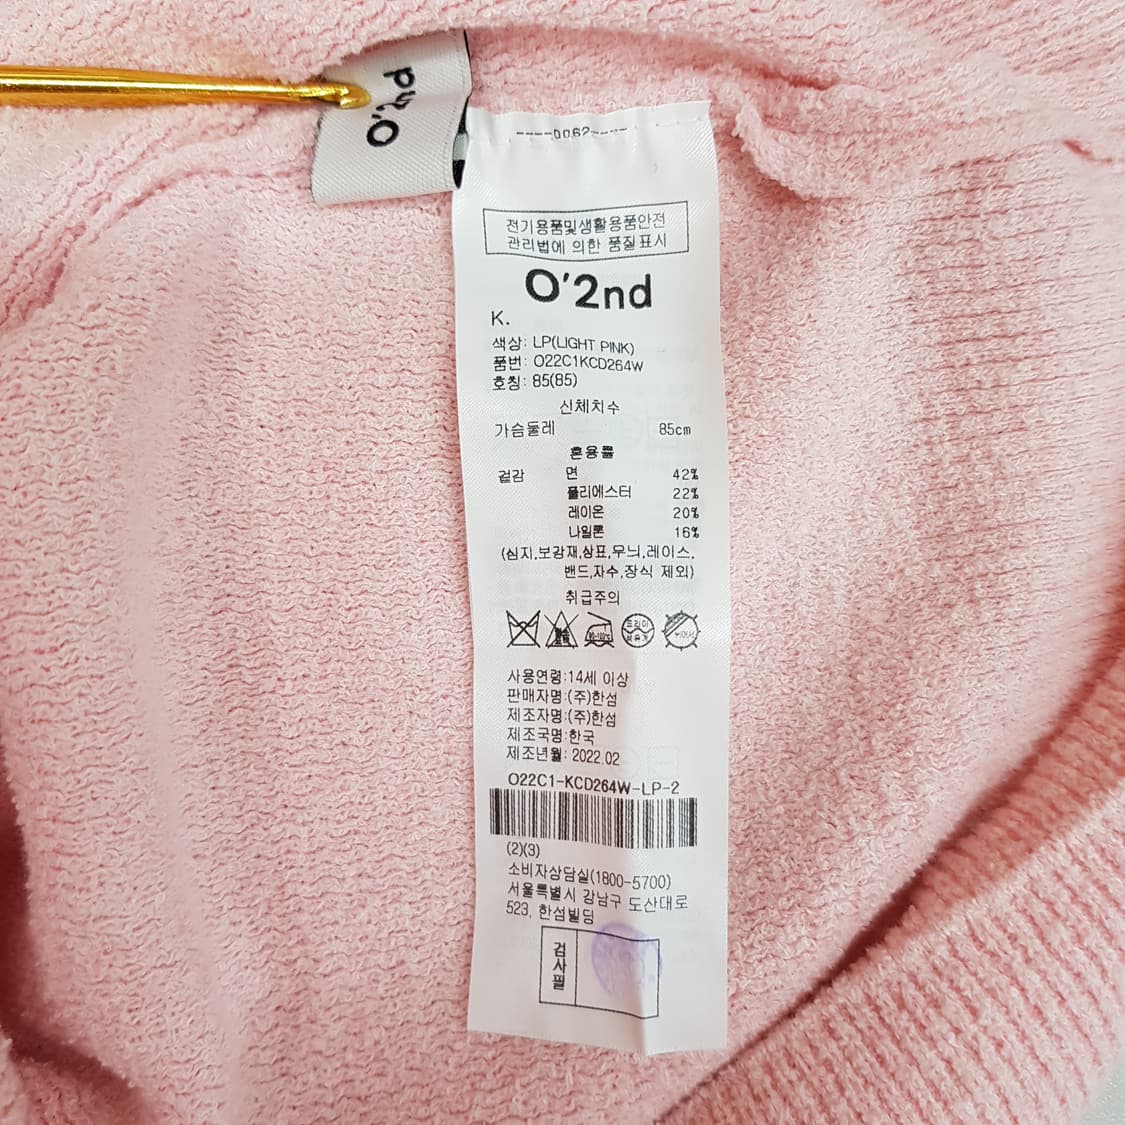 O'2nd
----0062----
전기용품및생활용품안전
관리법에 의한 품질표시
O'2nd
K.
색상: LP(LIGHT PINK)
품번: O22C1KCD264W
호칭: 85(85)
신체치수
가슴둘레 85cm
혼용률
겉감 면 42%
폴리에스터 22%
레이온 20%
나일론 16%
(심지,보강재,상표,무늬,레이스,
밴드,자수,장식 제외)
취급주의
드라이
사용연령:14세 이상
판매자명:(주)한섬
제조자명:(주)한섬
제조국명:한국
제조년월: 2022.02
O22C1-KCD264W-LP-2
(2)(3)
소비자상담실(1800-5700)
서울특별시 강남구 도산대로
523, 한섬빌딩
검사필